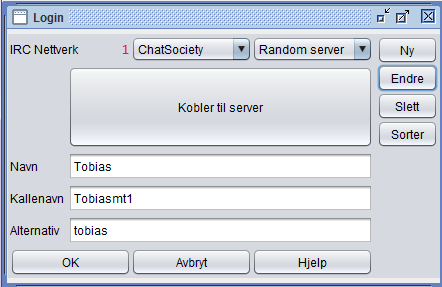 Login
IRC Nettverk 1 ChatSociety Random server Ny
Endre
Kobler til server
Slett
Sorter
Navn Tobias
Kallenavn Tobiasmt1
Alternativ tobias
OK Avbryt Hjelp